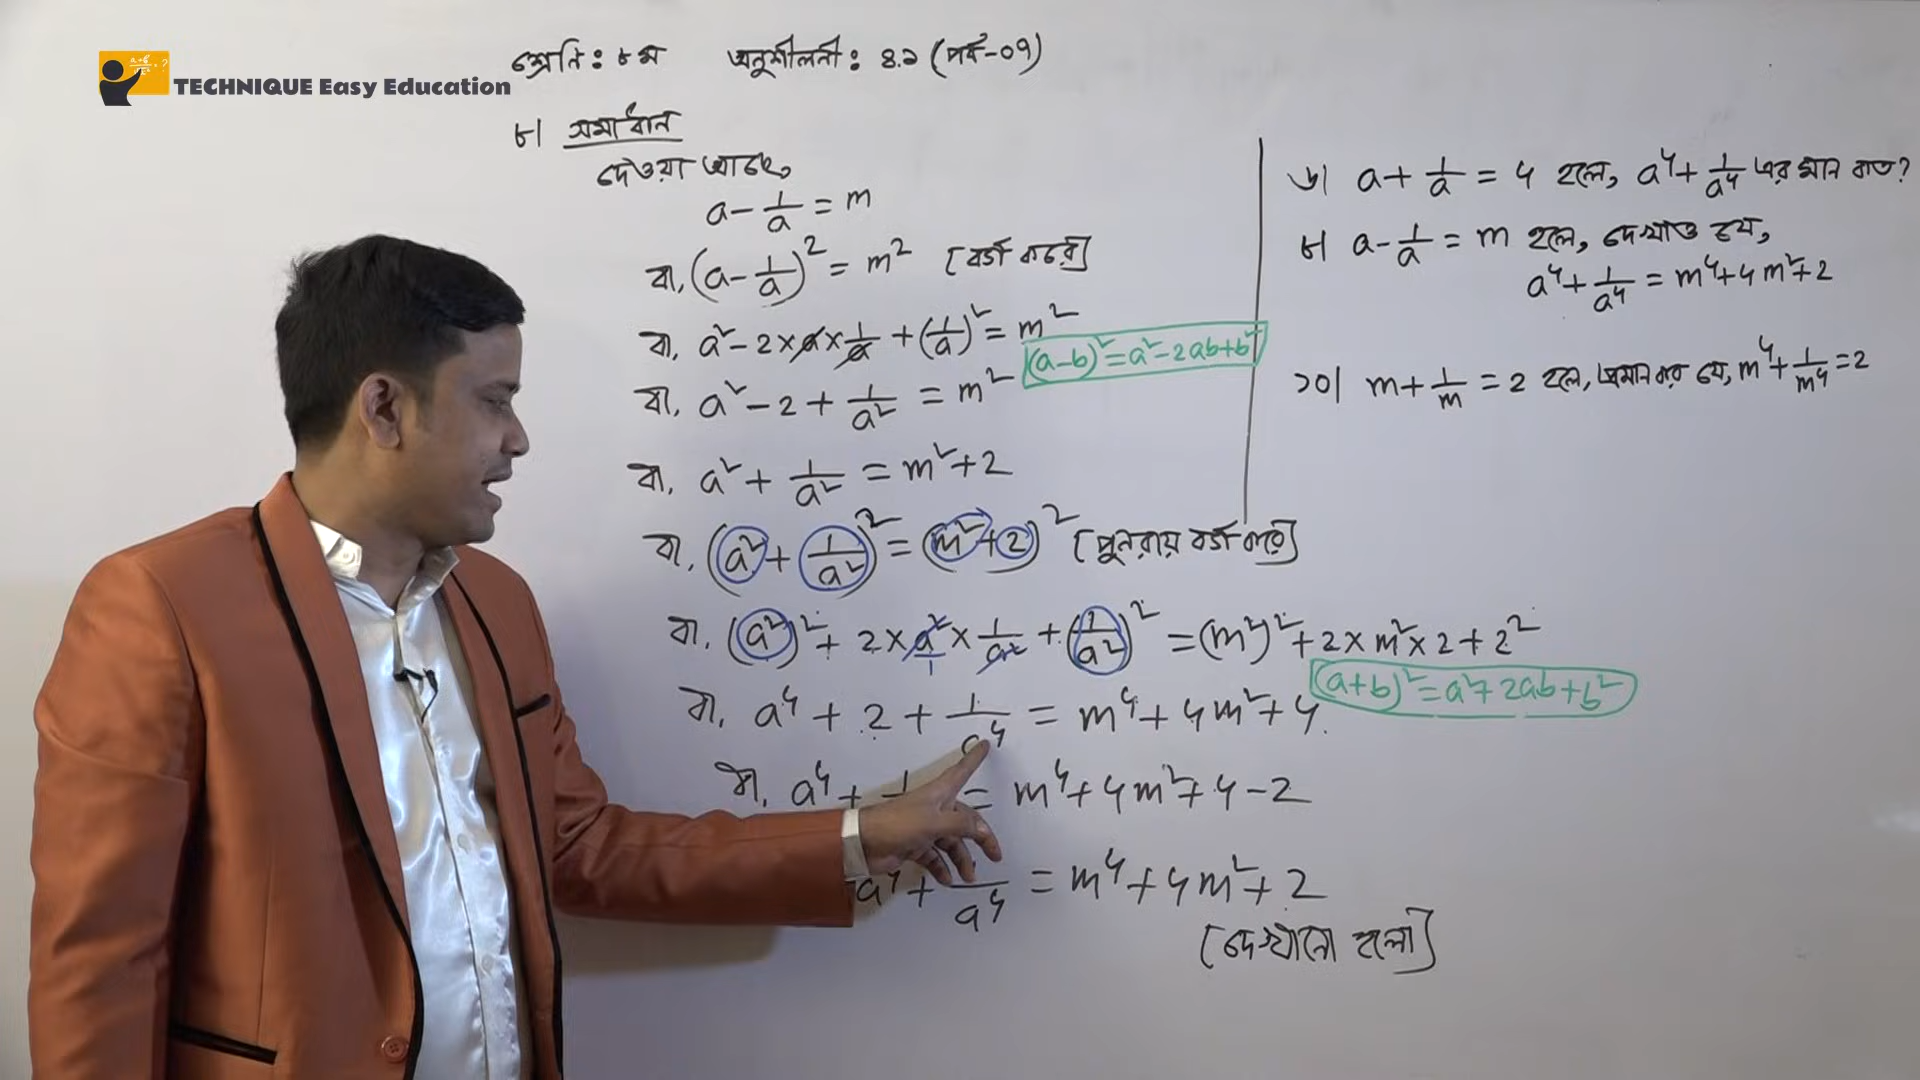 TECHNIQUE Easy Education
শ্রেণি: ৮ম অনুশীলনী: ৪.১ (পর্ব-০৭)
৮। সমাধান
দেওয়া আছে,
a - 1/a = m
বা, (a - 1/a)² = m² [বর্গ করে]
বা, a² - 2×a×1/a + (1/a)² = m²
(a-b)² = a² - 2ab + b²
বা, a² - 2 + 1/a² = m²
বা, a² + 1/a² = m² + 2
বা, (a² + 1/a²)² = (m² + 2)² [পুনরায় বর্গ করে]
বা, (a²)² + 2×a²×1/a² + (1/a²)² = (m²)² + 2×m²×2 + 2²
(a+b)² = a² + 2ab + b²
বা, a⁴ + 2 + 1/a⁴ = m⁴ + 4m² + 4
বা, a⁴ + 1 = m⁴ + 4m² + 4 - 2
a⁴ + /a⁴ = m⁴ + 4m² + 2
[দেখানো হলো]
৬। a + 1/a = 4 হলে, a⁴ + 1/a⁴ এর মান কত?
৮। a - 1/a = m হলে, দেখাও যে,
a⁴ + 1/a⁴ = m⁴ + 4m² + 2
১০। m + 1/m = 2 হলে, প্রমাণ কর যে, m⁴ + 1/m⁴ = 2